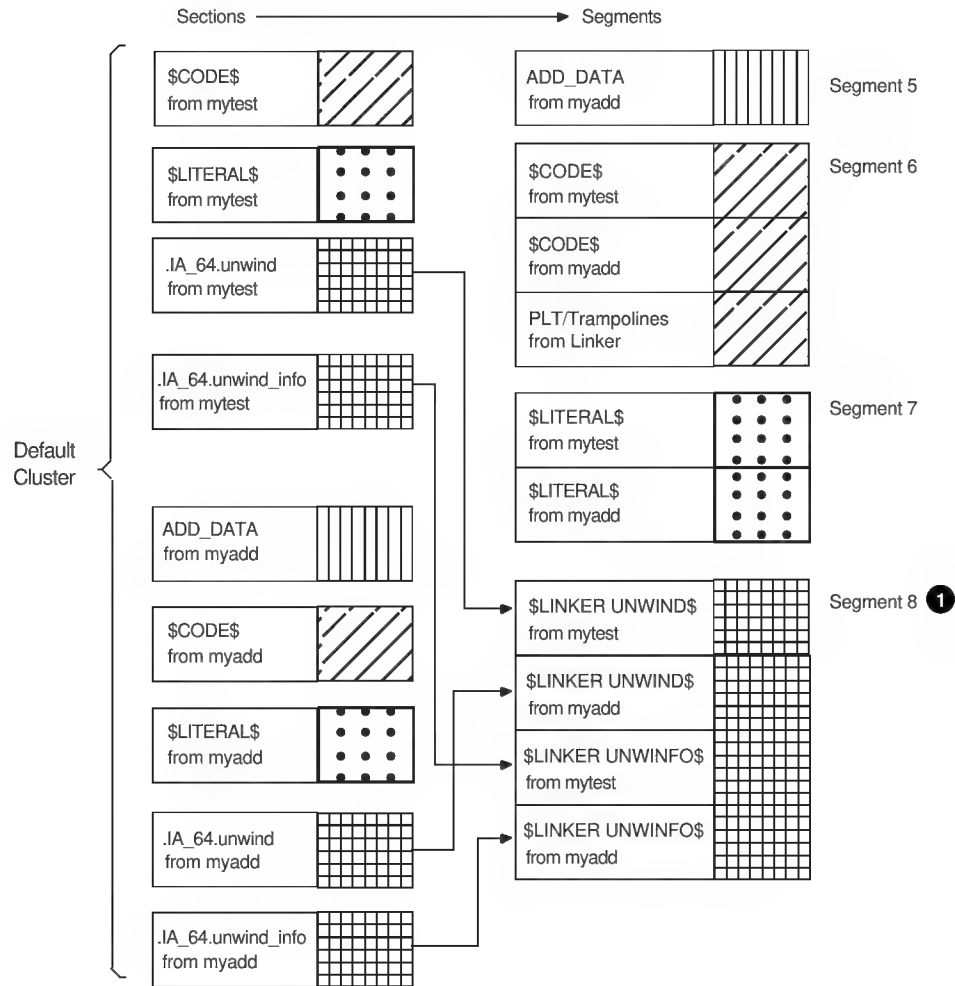 Sections
Segments
$CODE$
from mytest
$LITERAL$
from mytest
.IA_64.unwind
from mytest
.IA_64.unwind_info
from mytest
Default
Cluster
ADD_DATA
from myadd
$CODE$
from myadd
$LITERAL$
from myadd
.IA_64.unwind
from myadd
.IA_64.unwind_info
from myadd
ADD_DATA
from myadd
Segment 5
$CODE$
from mytest
Segment 6
$CODE$
from myadd
PLT/Trampolines
from Linker
$LITERAL$
from mytest
Segment 7
$LITERAL$
from myadd
$LINKER UNWIND$
from mytest
Segment 8 1
$LINKER UNWIND$
from myadd
$LINKER UNWINFO$
from mytest
$LINKER UNWINFO$
from myadd